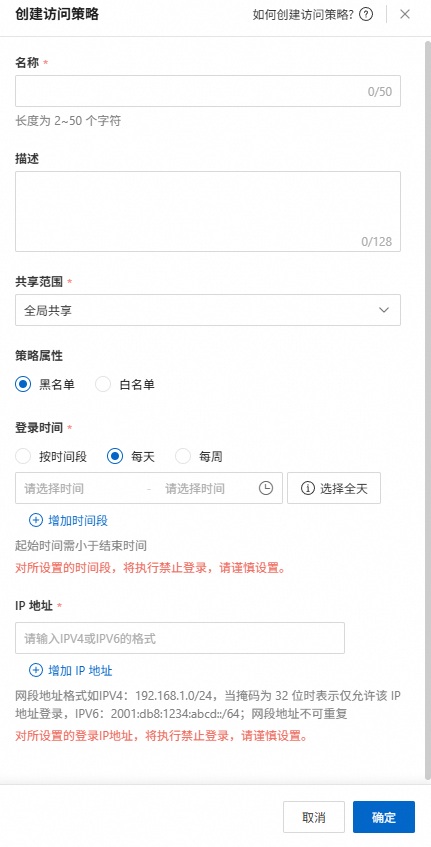 创建访问策略 如何创建访问策略?
名称 *
0/50
长度为 2~50 个字符
描述
0/128
共享范围 *
全局共享
策略属性
黑名单 白名单
登录时间 *
按时间段 每天 每周
请选择时间 - 请选择时间 选择全天
增加时间段
起始时间需小于结束时间
对所设置的时间段，将执行禁止登录，请谨慎设置。
IP 地址 *
请输入IPV4或IPV6的格式
增加 IP 地址
网段地址格式如IPV4：192.168.1.0/24，当掩码为 32 位时表示仅允许该 IP
地址登录，IPV6：2001:db8:1234:abcd::/64；网段地址不可重复
对所设置的登录IP地址，将执行禁止登录，请谨慎设置。
取消 确定